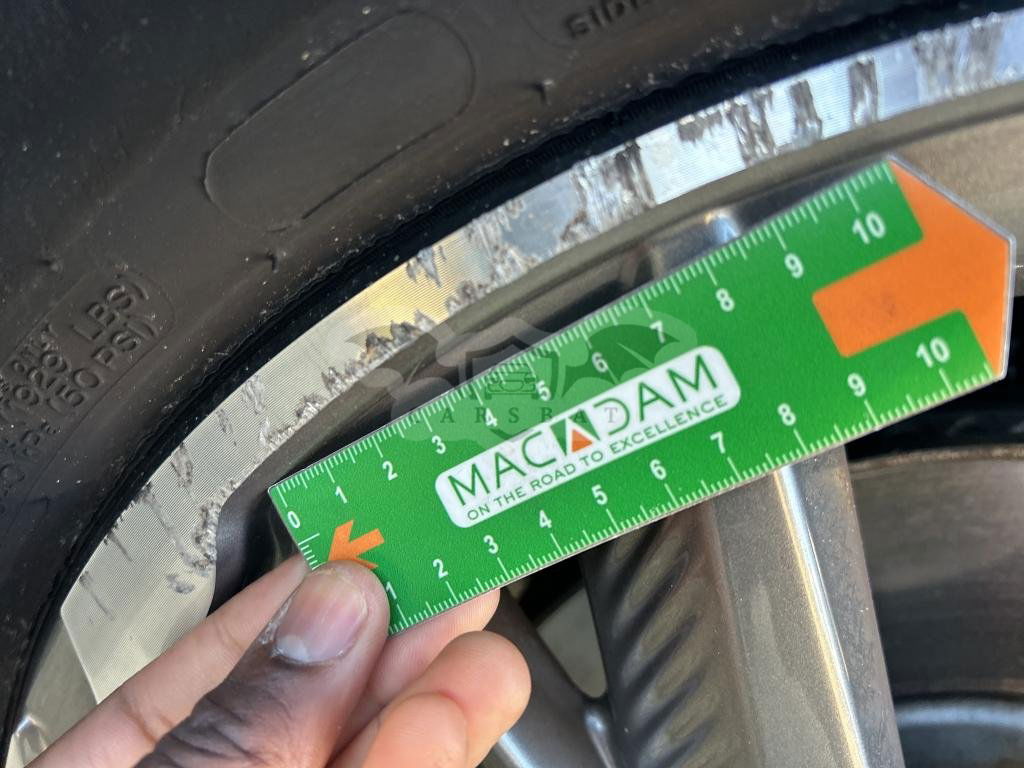 SIDE
LBS)
(50 PSI)
0 1 2 3 4 5 6 7 8 9 10
MACADAM
ON THE ROAD TO EXCELLENCE
1 2 3 4 5 6 7 8 9 10